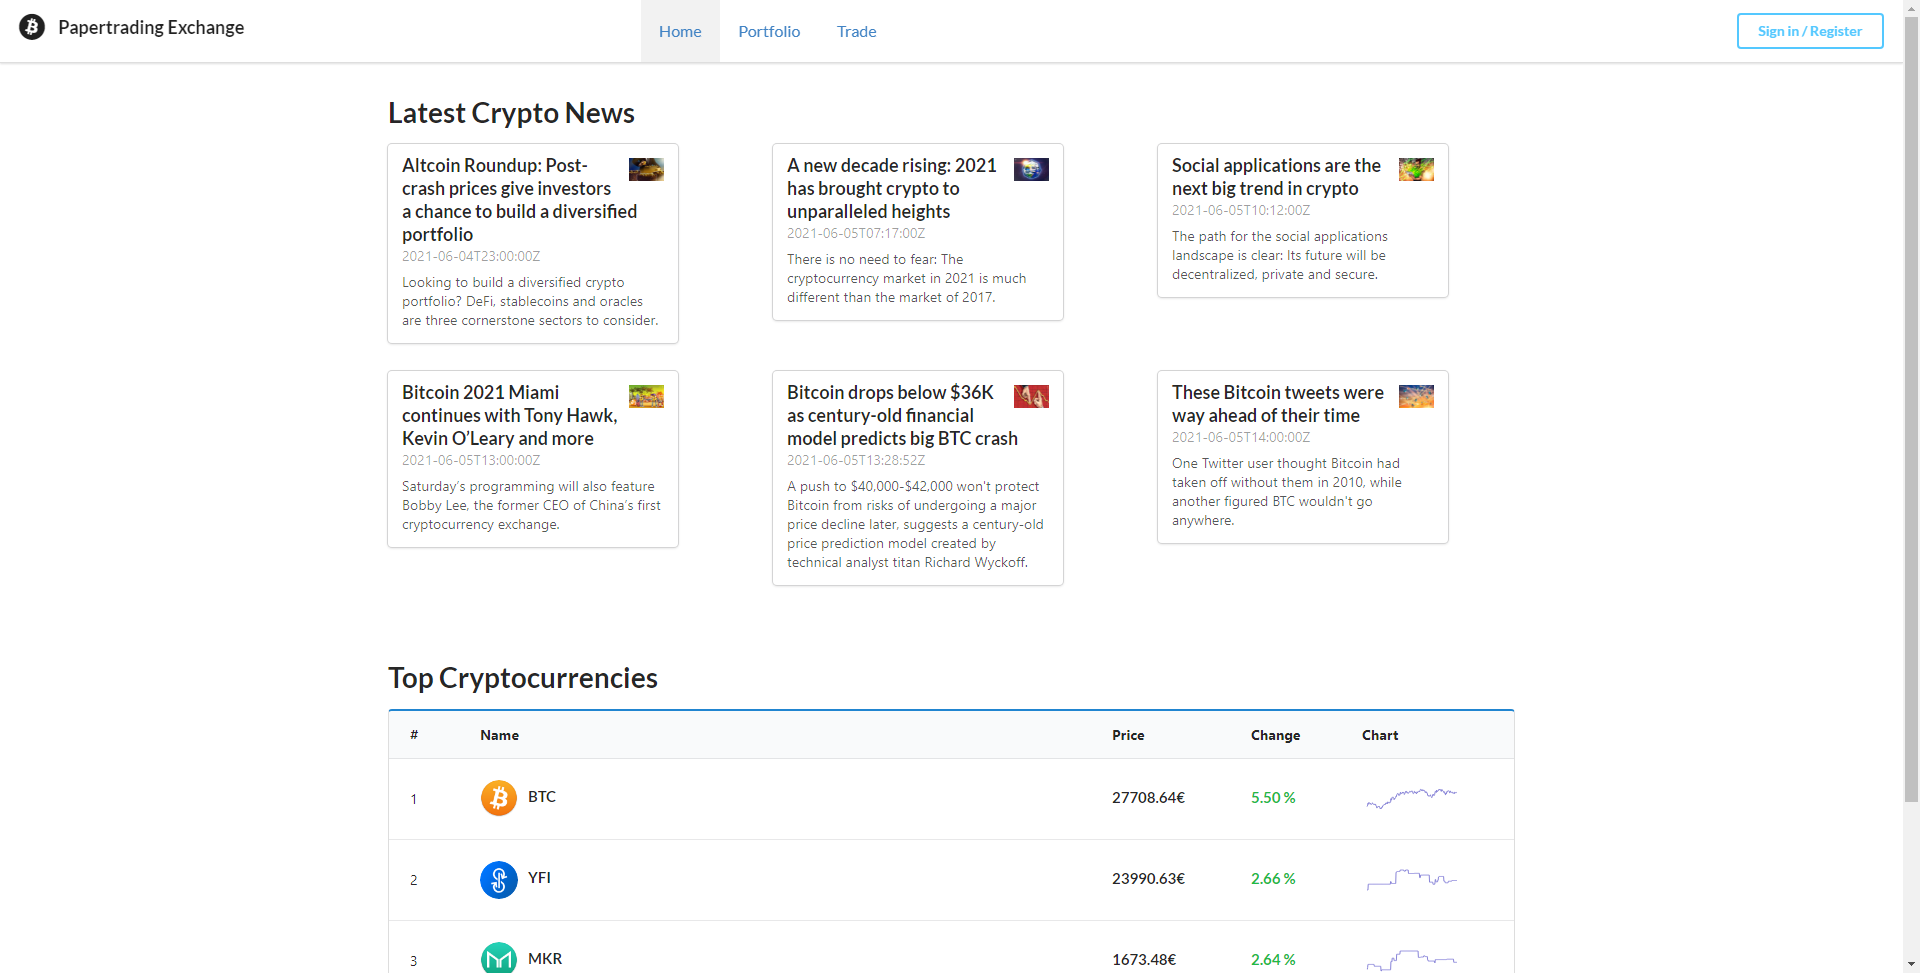 Papertrading Exchange
Home
Portfolio
Trade
Sign in / Register
Latest Crypto News
Altcoin Roundup: Post-
crash prices give investors
a chance to build a diversified
portfolio
2021-06-04T23:00:00Z
Looking to build a diversified crypto
portfolio? DeFi, stablecoins and oracles
are three cornerstone sectors to consider.
A new decade rising: 2021
has brought crypto to
unparalleled heights
2021-06-05T07:17:00Z
There is no need to fear: The
cryptocurrency market in 2021 is much
different than the market of 2017.
Social applications are the
next big trend in crypto
2021-06-05T10:12:00Z
The path for the social applications
landscape is clear: Its future will be
decentralized, private and secure.
Bitcoin 2021 Miami
continues with Tony Hawk,
Kevin O’Leary and more
2021-06-05T13:00:00Z
Saturday’s programming will also feature
Bobby Lee, the former CEO of China’s first
cryptocurrency exchange.
Bitcoin drops below $36K
as century-old financial
model predicts big BTC crash
2021-06-05T13:28:52Z
A push to $40,000-$42,000 won't protect
Bitcoin from risks of undergoing a major
price decline later, suggests a century-old
price prediction model created by
technical analyst titan Richard Wyckoff.
These Bitcoin tweets were
way ahead of their time
2021-06-05T14:00:00Z
One Twitter user thought Bitcoin had
taken off without them in 2010, while
another figured BTC wouldn't go
anywhere.
Top Cryptocurrencies
# Name Price Change Chart
1 BTC 27708.64€ 5.50 %
2 YFI 23990.63€ 2.66 %
3 MKR 1673.48€ 2.64 %